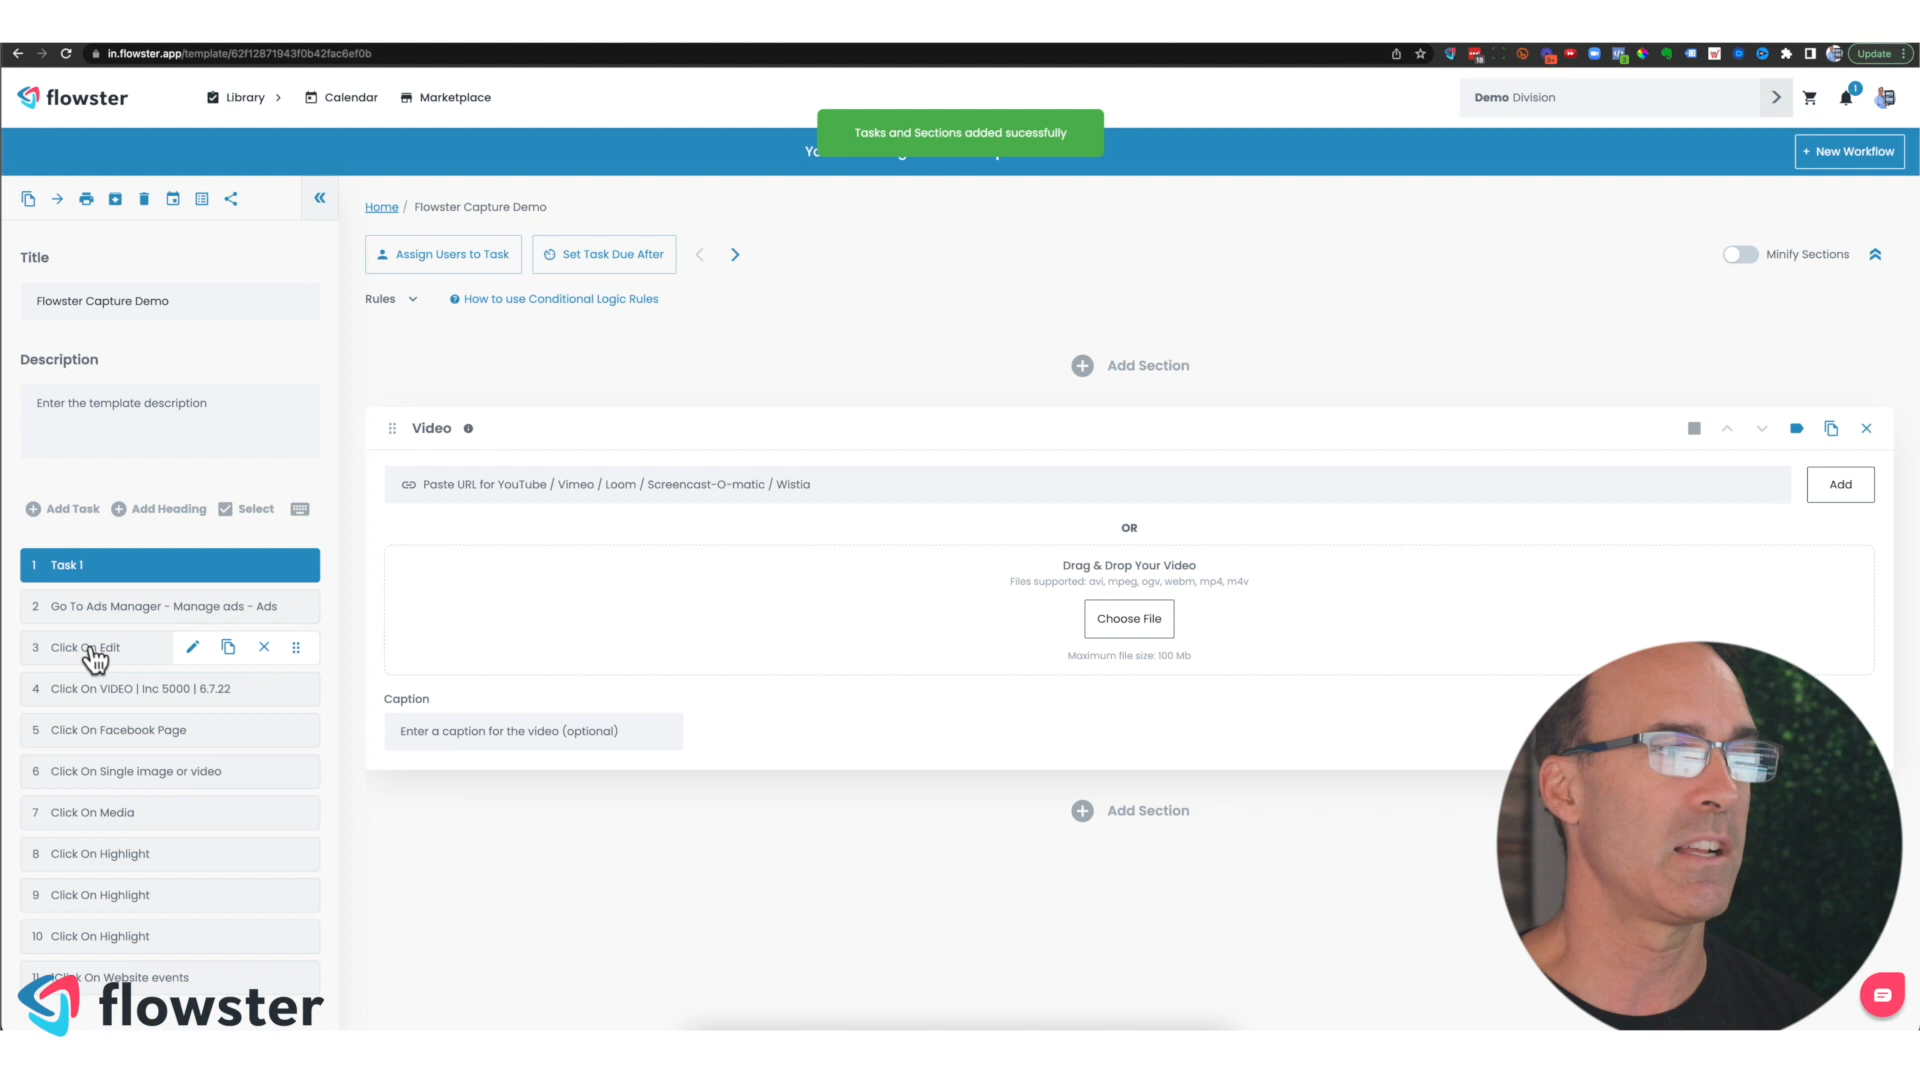 in.flowster.app/template/62f12871943f0b42fac6ef0b
Update
flowster
Library
Calendar
Marketplace
Demo Division
1
Tasks and Sections added sucessfully
+ New Workflow
Home / Flowster Capture Demo
Title
Flowster Capture Demo
Assign Users to Task
Set Task Due After
Minify Sections
Rules
How to use Conditional Logic Rules
Description
Enter the template description
Add Section
Video
Paste URL for YouTube / Vimeo / Loom / Screencast-O-matic / Wistia
Add
OR
Drag & Drop Your Video
Files supported: avi, mpeg, ogv, webm, mp4, m4v
Choose File
Maximum file size: 100 Mb
Caption
Enter a caption for the video (optional)
Add Section
Add Task
Add Heading
Select
1 Task 1
2 Go To Ads Manager - Manage ads - Ads
3 Click On Edit
4 Click On VIDEO | Inc 5000 | 6.7.22
5 Click On Facebook Page
6 Click On Single image or video
7 Click On Media
8 Click On Highlight
9 Click On Highlight
10 Click On Highlight
11 Click On Website events
flowster